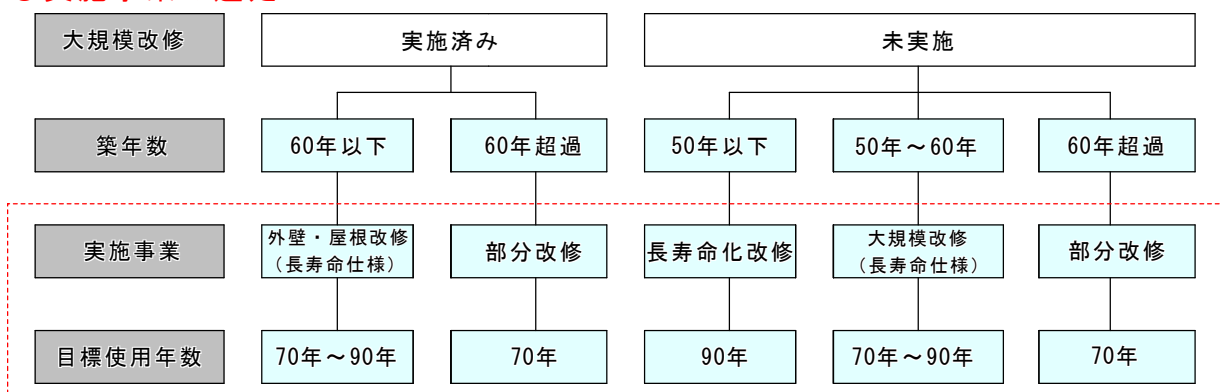 大規模改修
実施済み
未実施
築年数
60年以下
60年超過
50年以下
50年～60年
60年超過
実施事業
外壁・屋根改修
（長寿命仕様）
部分改修
長寿命化改修
大規模改修
（長寿命仕様）
部分改修
目標使用年数
70年～90年
70年
90年
70年～90年
70年